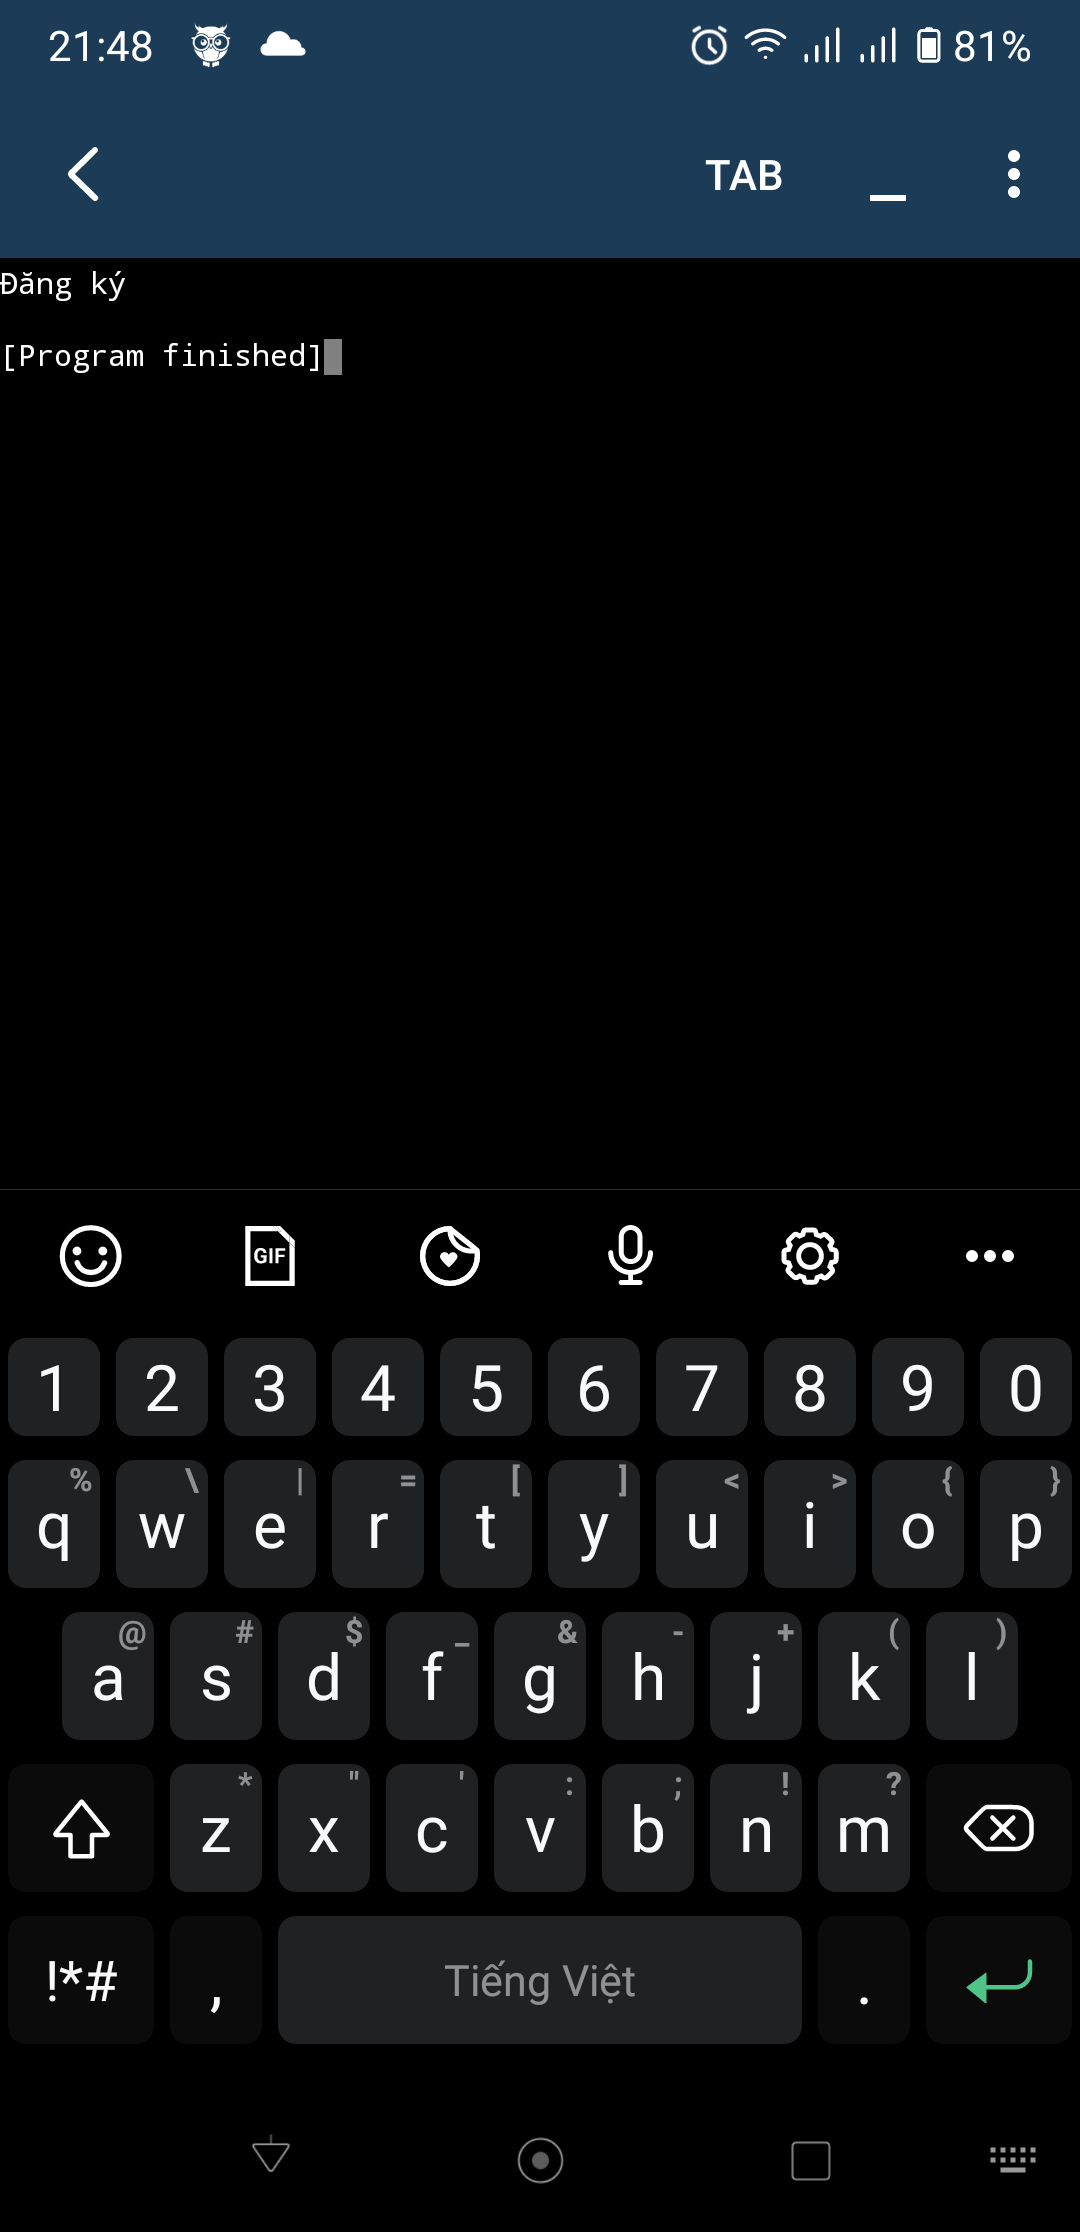 21:48 81%
TAB
Đăng ký
[Program finished]
GIF
1 2 3 4 5 6 7 8 9 0
% \ | = [ ] < > { }
q w e r t y u i o p
@ # $ _ & - + ( )
a s d f g h j k l
* " ' : ; ! ?
z x c v b n m
!*# , Tiếng Việt .